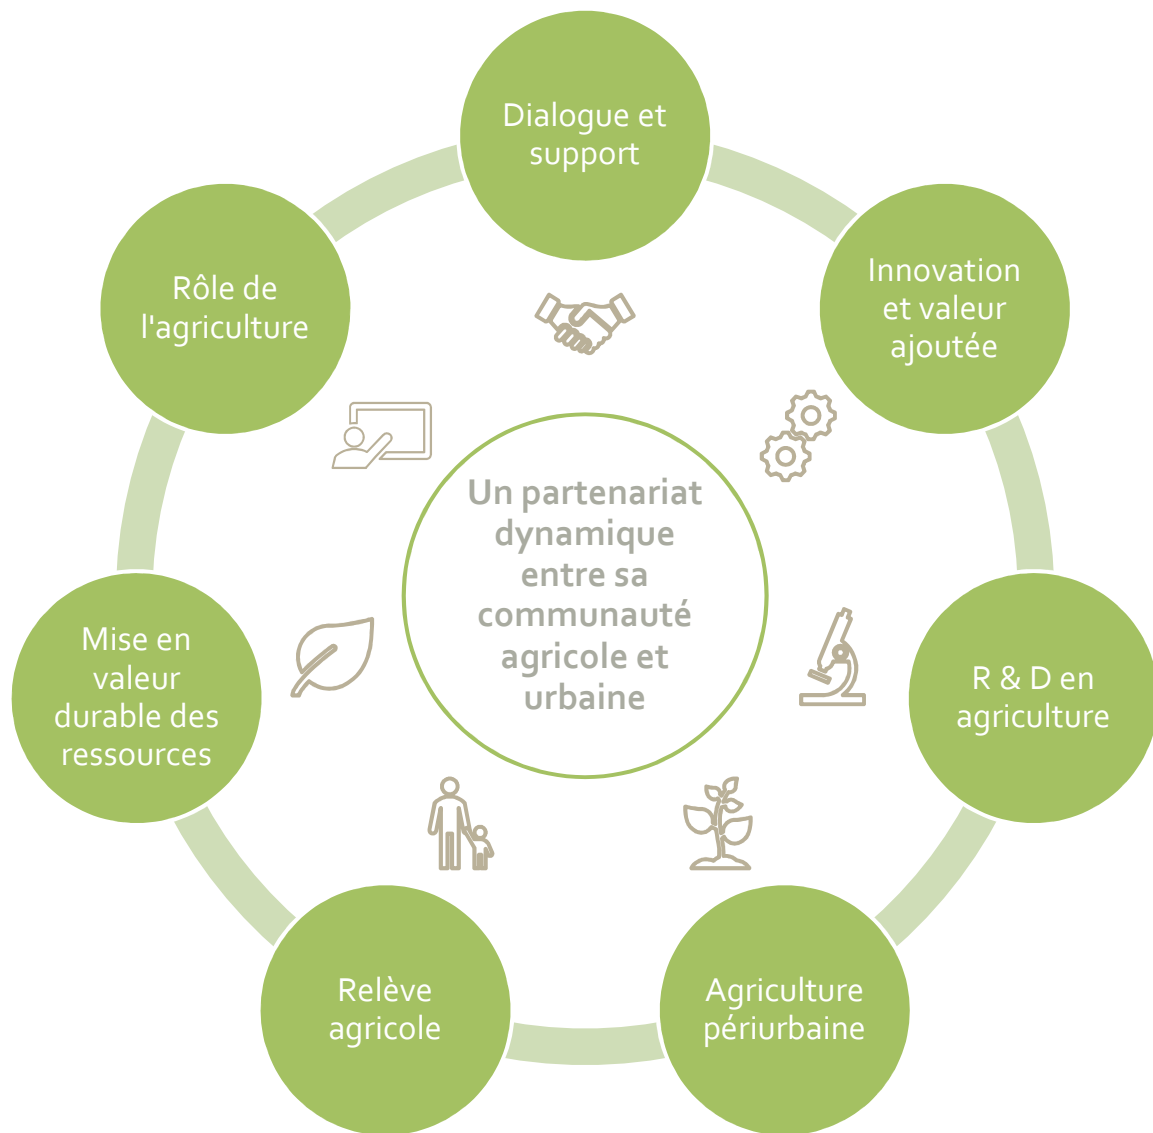 Dialogue et
support
Innovation
et valeur
ajoutée
R & D en
agriculture
Agriculture
périurbaine
Relève
agricole
Mise en
valeur
durable des
ressources
Rôle de
l'agriculture
Un partenariat
dynamique
entre sa
communauté
agricole et
urbaine